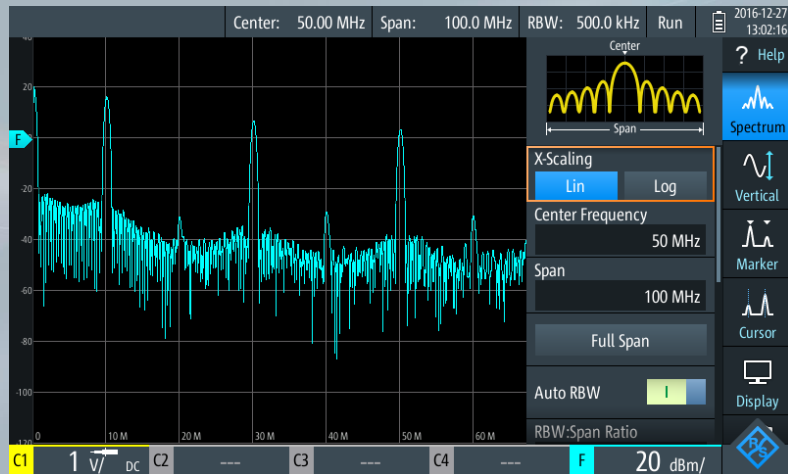 Center: 50.00 MHz Span: 100.0 MHz RBW: 500.0 kHz Run 2016-12-27
13:02:16
? Help
Center
Span
Spectrum
X-Scaling
Lin Log
Vertical
Center Frequency
50 MHz
Marker
Span
100 MHz
Cursor
Full Span
Auto RBW I
Display
RBW:Span Ratio
40
20
F
-20
-40
-60
-80
-100
-120 0 10 M 20 M 30 M 40 M 50 M 60 M
C1 1 V/ DC C2 --- C3 --- C4 --- F 20 dBm/
R&S